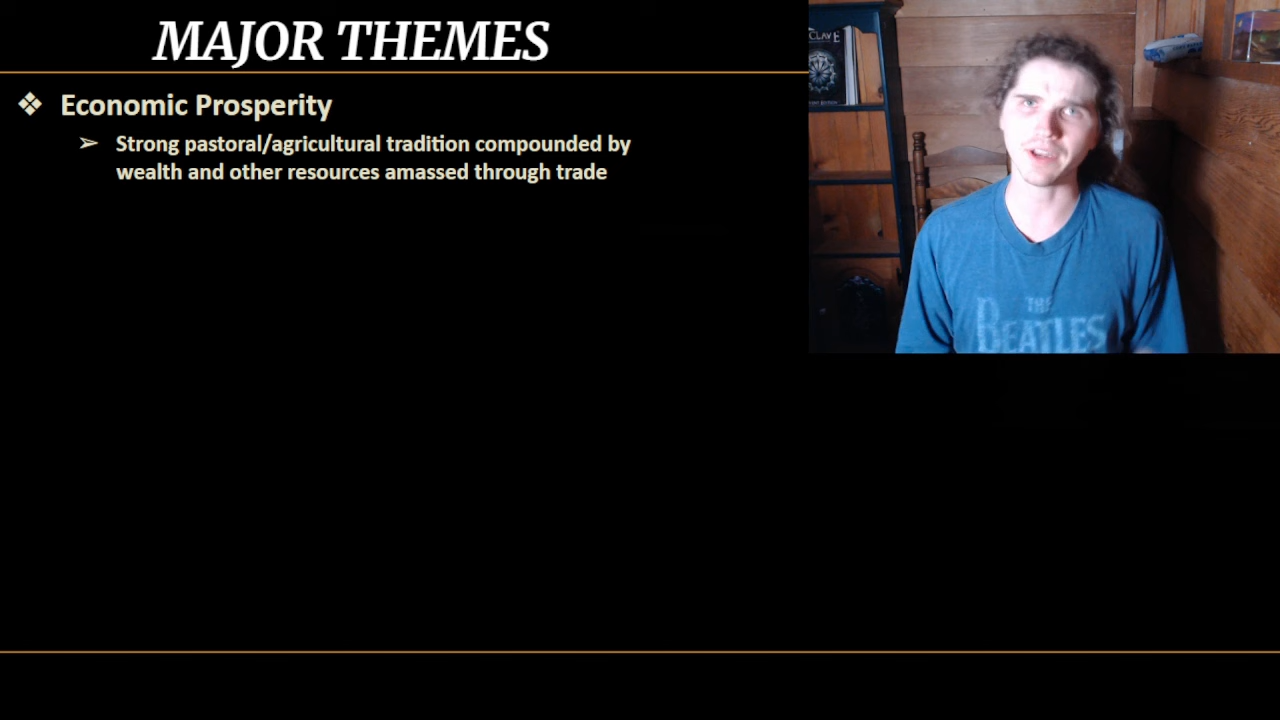 MAJOR THEMES
❖ Economic Prosperity
➢ Strong pastoral/agricultural tradition compounded by
wealth and other resources amassed through trade
CLAVE
THE
BEATLES